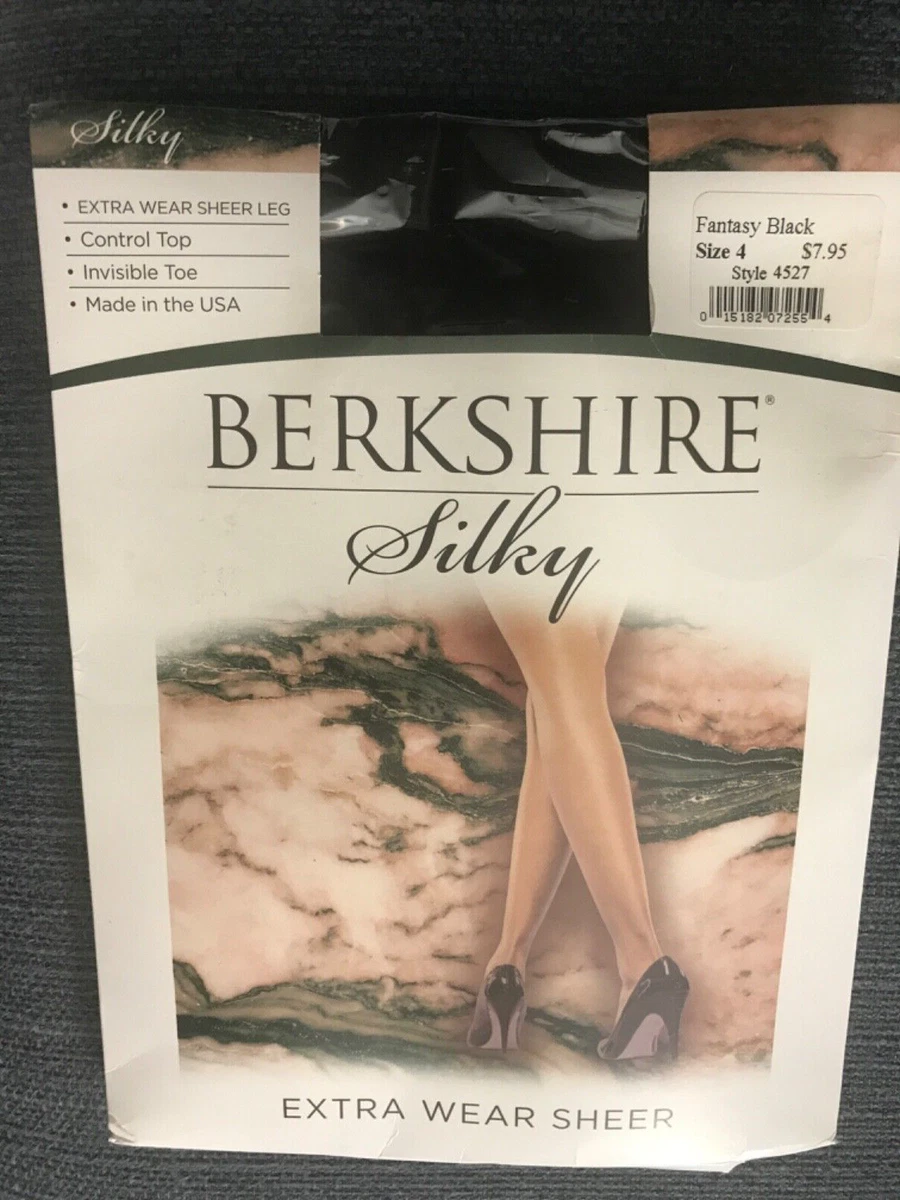 Silky
• EXTRA WEAR SHEER LEG
• Control Top
• Invisible Toe
• Made in the USA
Fantasy Black
Size 4 $7.95
Style 4527
0 15182 07255 4
BERKSHIRE®
Silky
EXTRA WEAR SHEER